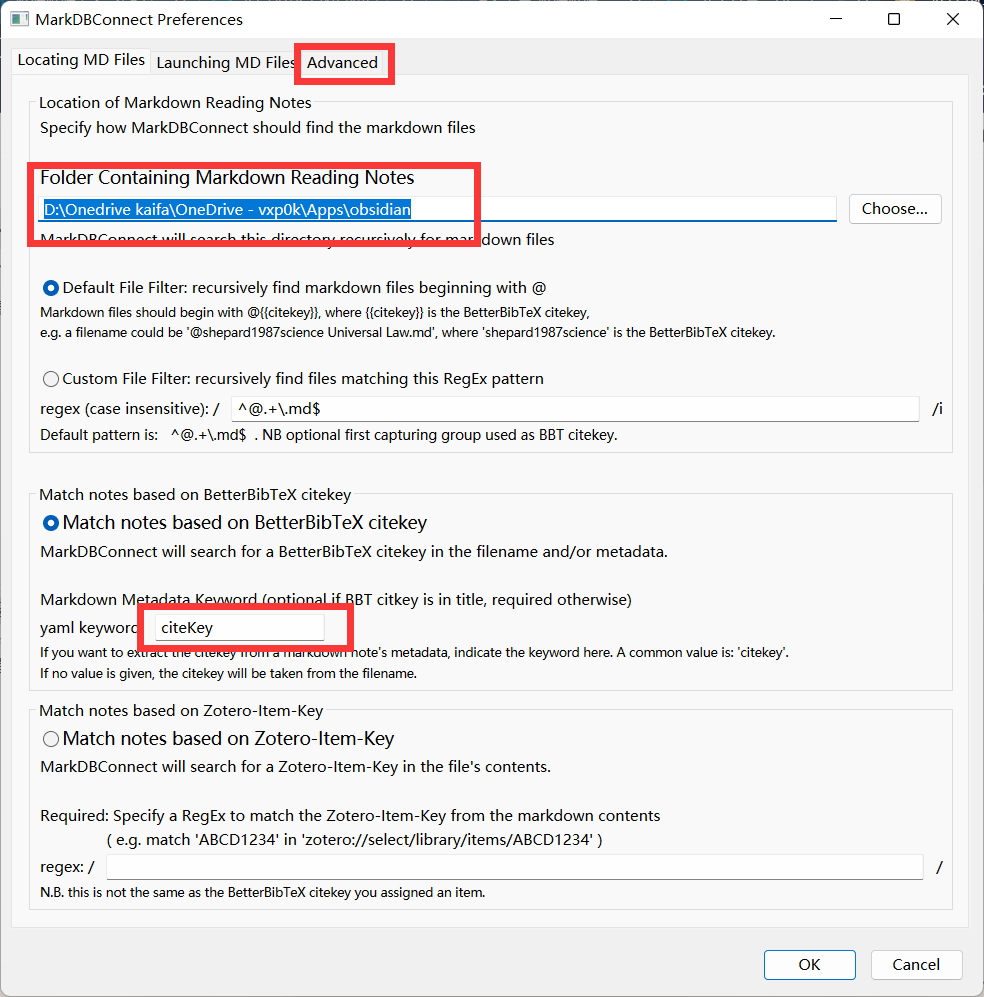 MarkDBConnect Preferences
Locating MD Files Launching MD Files Advanced
Location of Markdown Reading Notes
Specify how MarkDBConnect should find the markdown files
Folder Containing Markdown Reading Notes
D:\Onedrive kaifa\OneDrive - vxp0k\Apps\obsidian Choose...
MarkDBConnect will search this directory recursively for markdown files
Default File Filter: recursively find markdown files beginning with @
Markdown files should begin with @{{citekey}}, where {{citekey}} is the BetterBibTeX citekey,
e.g. a filename could be '@shepard1987science Universal Law.md', where 'shepard1987science' is the BetterBibTeX citekey.
Custom File Filter: recursively find files matching this RegEx pattern
regex (case insensitive): / ^@.+\.md$ /i
Default pattern is: ^@.+\.md$ . NB optional first capturing group used as BBT citekey.
Match notes based on BetterBibTeX citekey
Match notes based on BetterBibTeX citekey
MarkDBConnect will search for a BetterBibTeX citekey in the filename and/or metadata.
Markdown Metadata Keyword (optional if BBT citkey is in title, required otherwise)
yaml keyword citeKey
If you want to extract the citekey from a markdown note's metadata, indicate the keyword here. A common value is: 'citekey'.
If no value is given, the citekey will be taken from the filename.
Match notes based on Zotero-Item-Key
Match notes based on Zotero-Item-Key
MarkDBConnect will search for a Zotero-Item-Key in the file's contents.
Required: Specify a RegEx to match the Zotero-Item-Key from the markdown contents
( e.g. match 'ABCD1234' in 'zotero://select/library/items/ABCD1234' )
regex: / /
N.B. this is not the same as the BetterBibTeX citekey you assigned an item.
OK Cancel